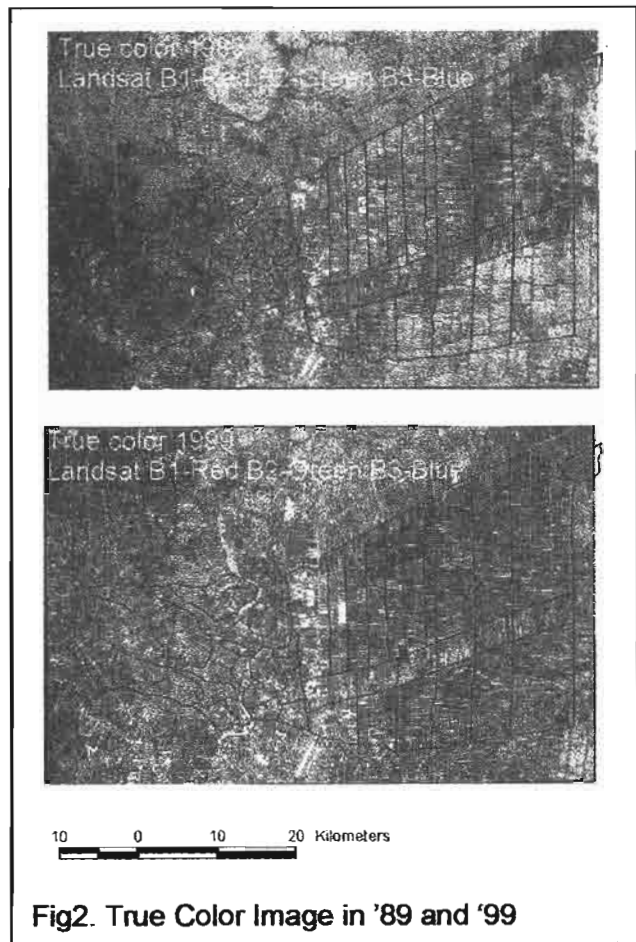 True color 1989
Landsat B1-Red B2-Green B3-Blue
True color 1999
Landsat B1-Red B2-Green B3-Blue
10 0 10 20 Kilometers
Fig2. True Color Image in '89 and '99